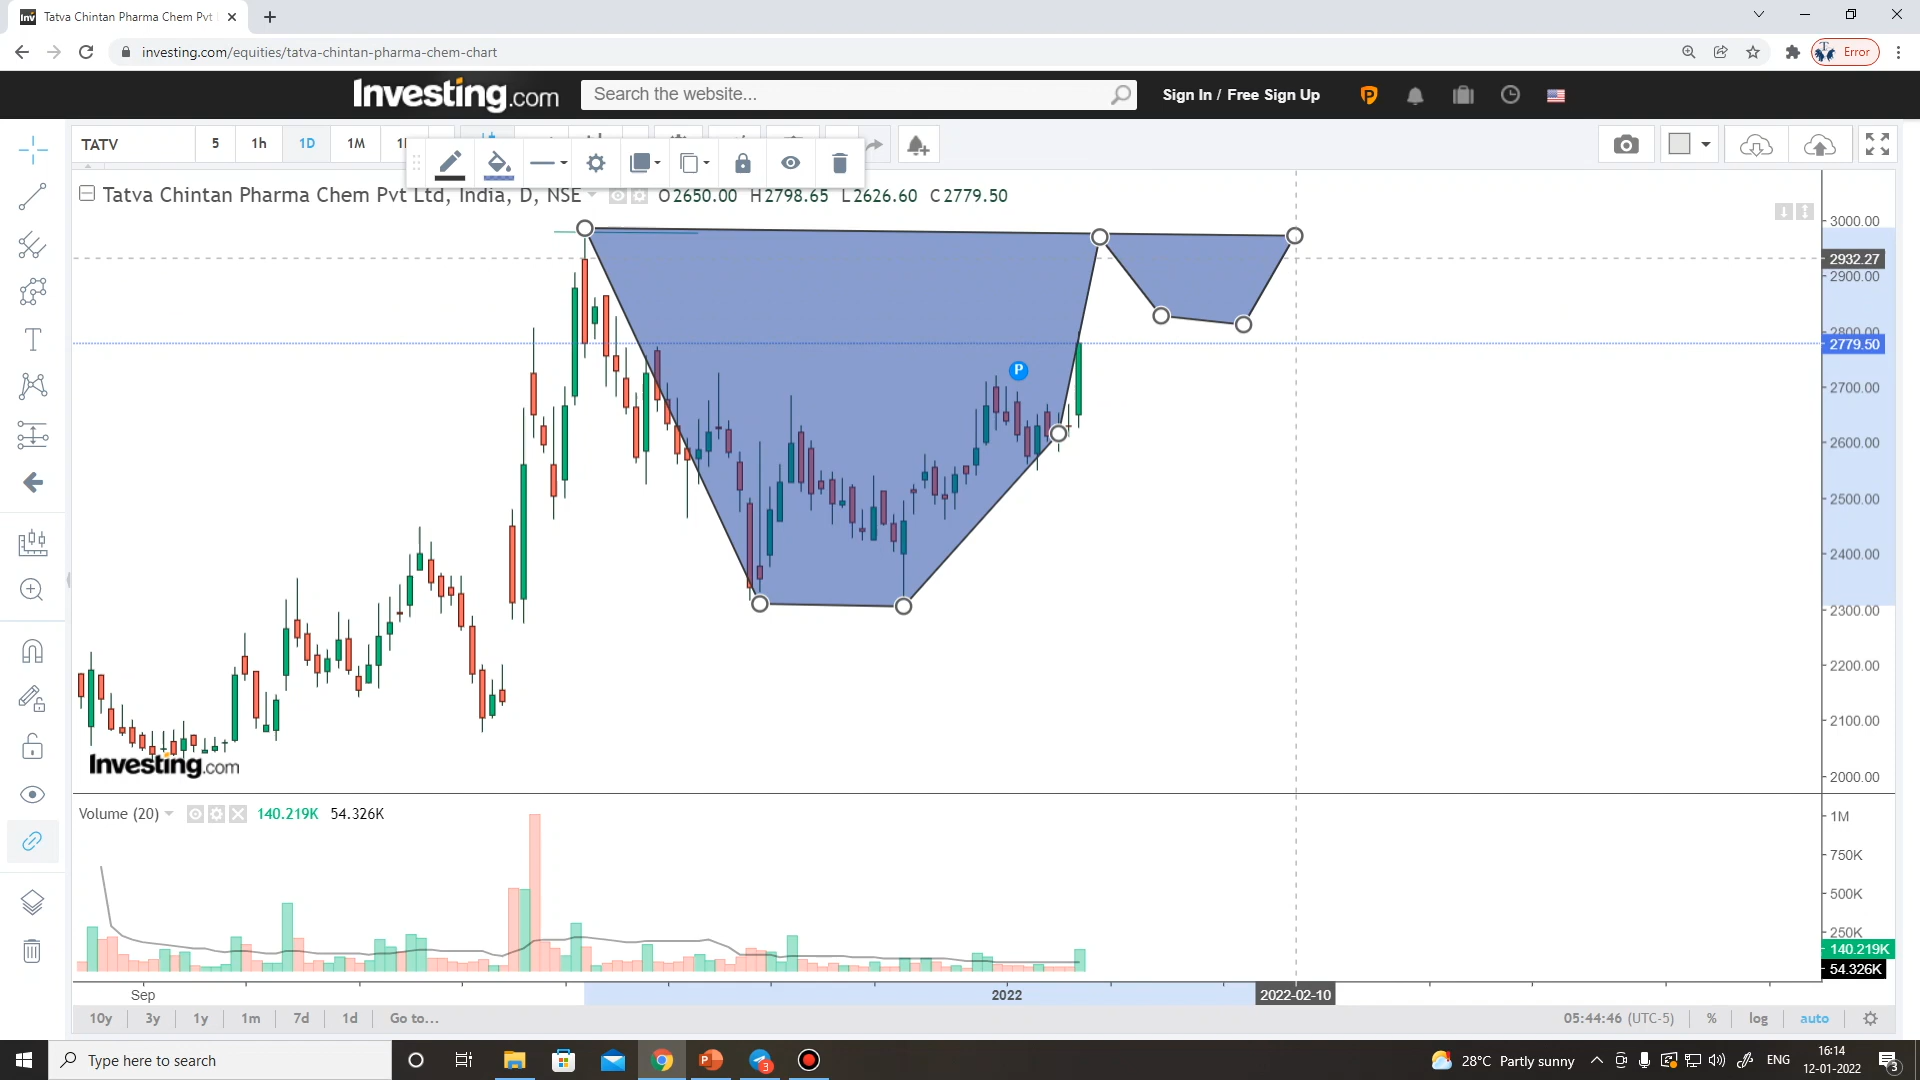 Tatva Chintan Pharma Chem Pvt
investing.com/equities/tatva-chintan-pharma-chem-chart
Error
Investing.com
Search the website...
Sign In / Free Sign Up
TATV
5
1h
1D
1M
Tatva Chintan Pharma Chem Pvt Ltd, India, D, NSE
O2650.00 H2798.65 L2626.60 C2779.50
3000.00
2932.27
2900.00
2800.00
2779.50
P
2700.00
2600.00
2500.00
2400.00
2300.00
2200.00
2100.00
2000.00
Investing.com
Volume (20)
140.219K
54.326K
1M
750K
500K
250K
140.219K
54.326K
Sep
2022
2022-02-10
10y
3y
1y
1m
7d
1d
Go to...
05:44:46 (UTC-5)
%
log
auto
Type here to search
3
28°C Partly sunny
ENG
16:14
12-01-2022
3